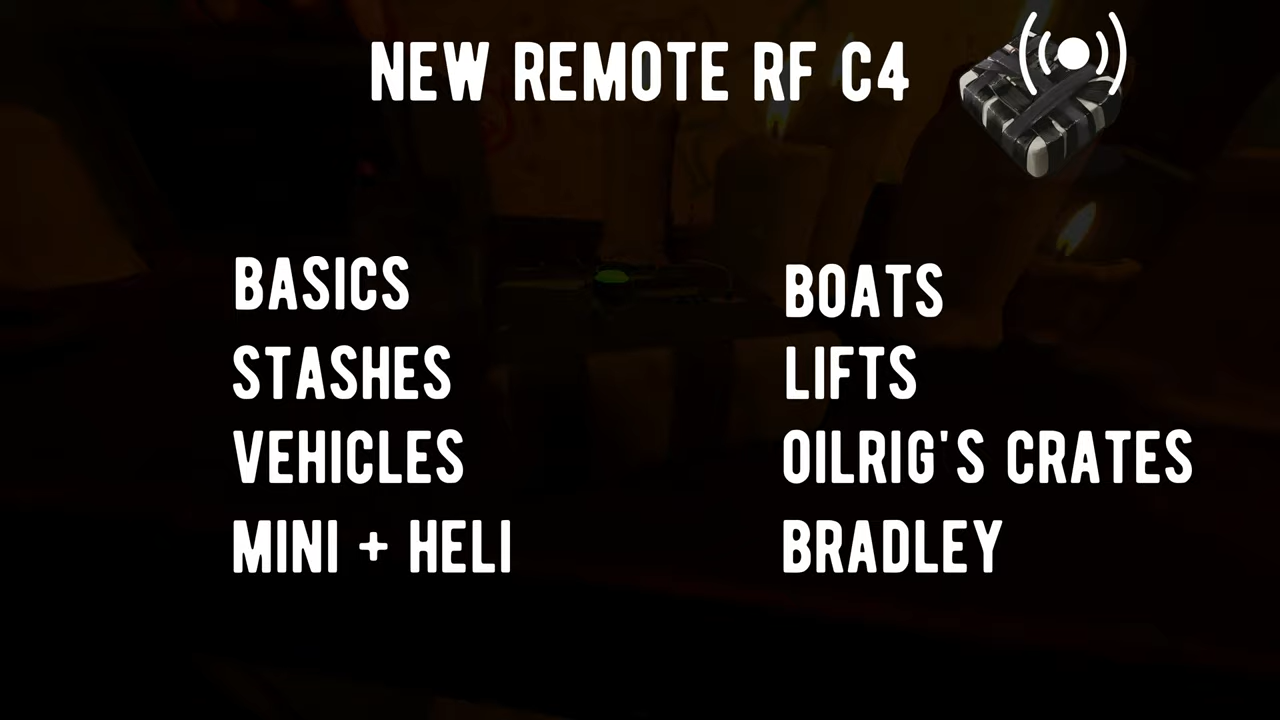 NEW REMOTE RF C4
BASICS
STASHES
VEHICLES
MINI + HELI
BOATS
LIFTS
OILRIG'S CRATES
BRADLEY